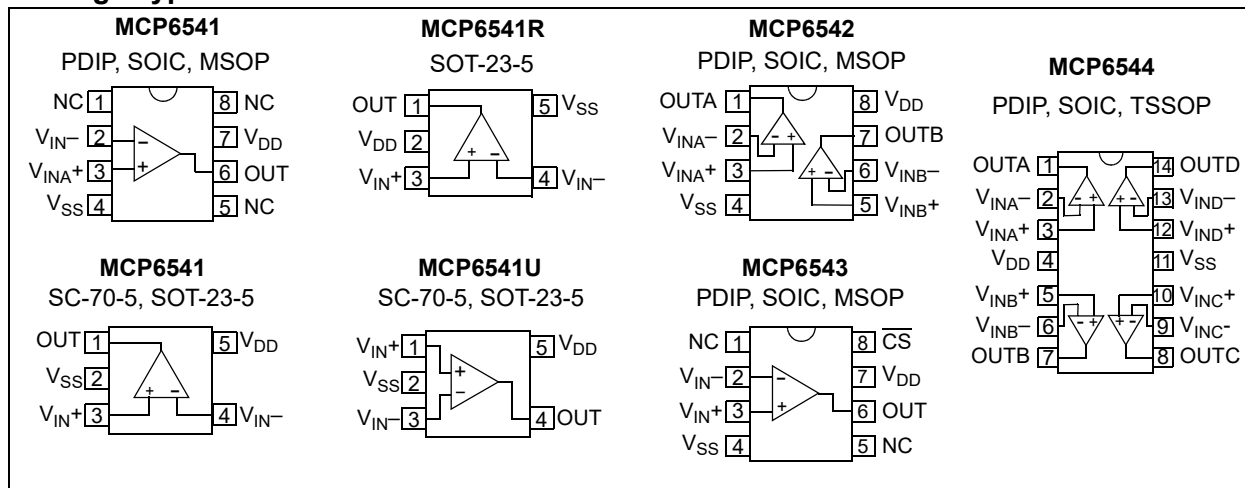 MCP6541
PDIP, SOIC, MSOP
NC 1 8 NC
VIN– 2 – 7 VDD
VINA+ 3 + 6 OUT
VSS 4 5 NC
MCP6541R
SOT-23-5
OUT 1 5 VSS
VDD 2
+ –
VIN+ 3 4 VIN–
MCP6542
PDIP, SOIC, MSOP
OUTA 1 8 VDD
VINA– 2 - + 7 OUTB
VINA+ 3 + - 6 VINB–
VSS 4 5 VINB+
MCP6544
PDIP, SOIC, TSSOP
OUTA 1 14 OUTD
VINA– 2 - + + - 13 VIND–
VINA+ 3 12 VIND+
VDD 4 11 VSS
VINB+ 5 10 VINC+
VINB– 6 - + + - 9 VINC-
OUTB 7 8 OUTC
MCP6541
SC-70-5, SOT-23-5
OUT 1 5 VDD
VSS 2
+ –
VIN+ 3 4 VIN–
MCP6541U
SC-70-5, SOT-23-5
VIN+ 1 5 VDD
+
VSS 2
–
VIN– 3 4 OUT
MCP6543
PDIP, SOIC, MSOP
NC 1 8 CS
VIN– 2 – 7 VDD
VIN+ 3 + 6 OUT
VSS 4 5 NC